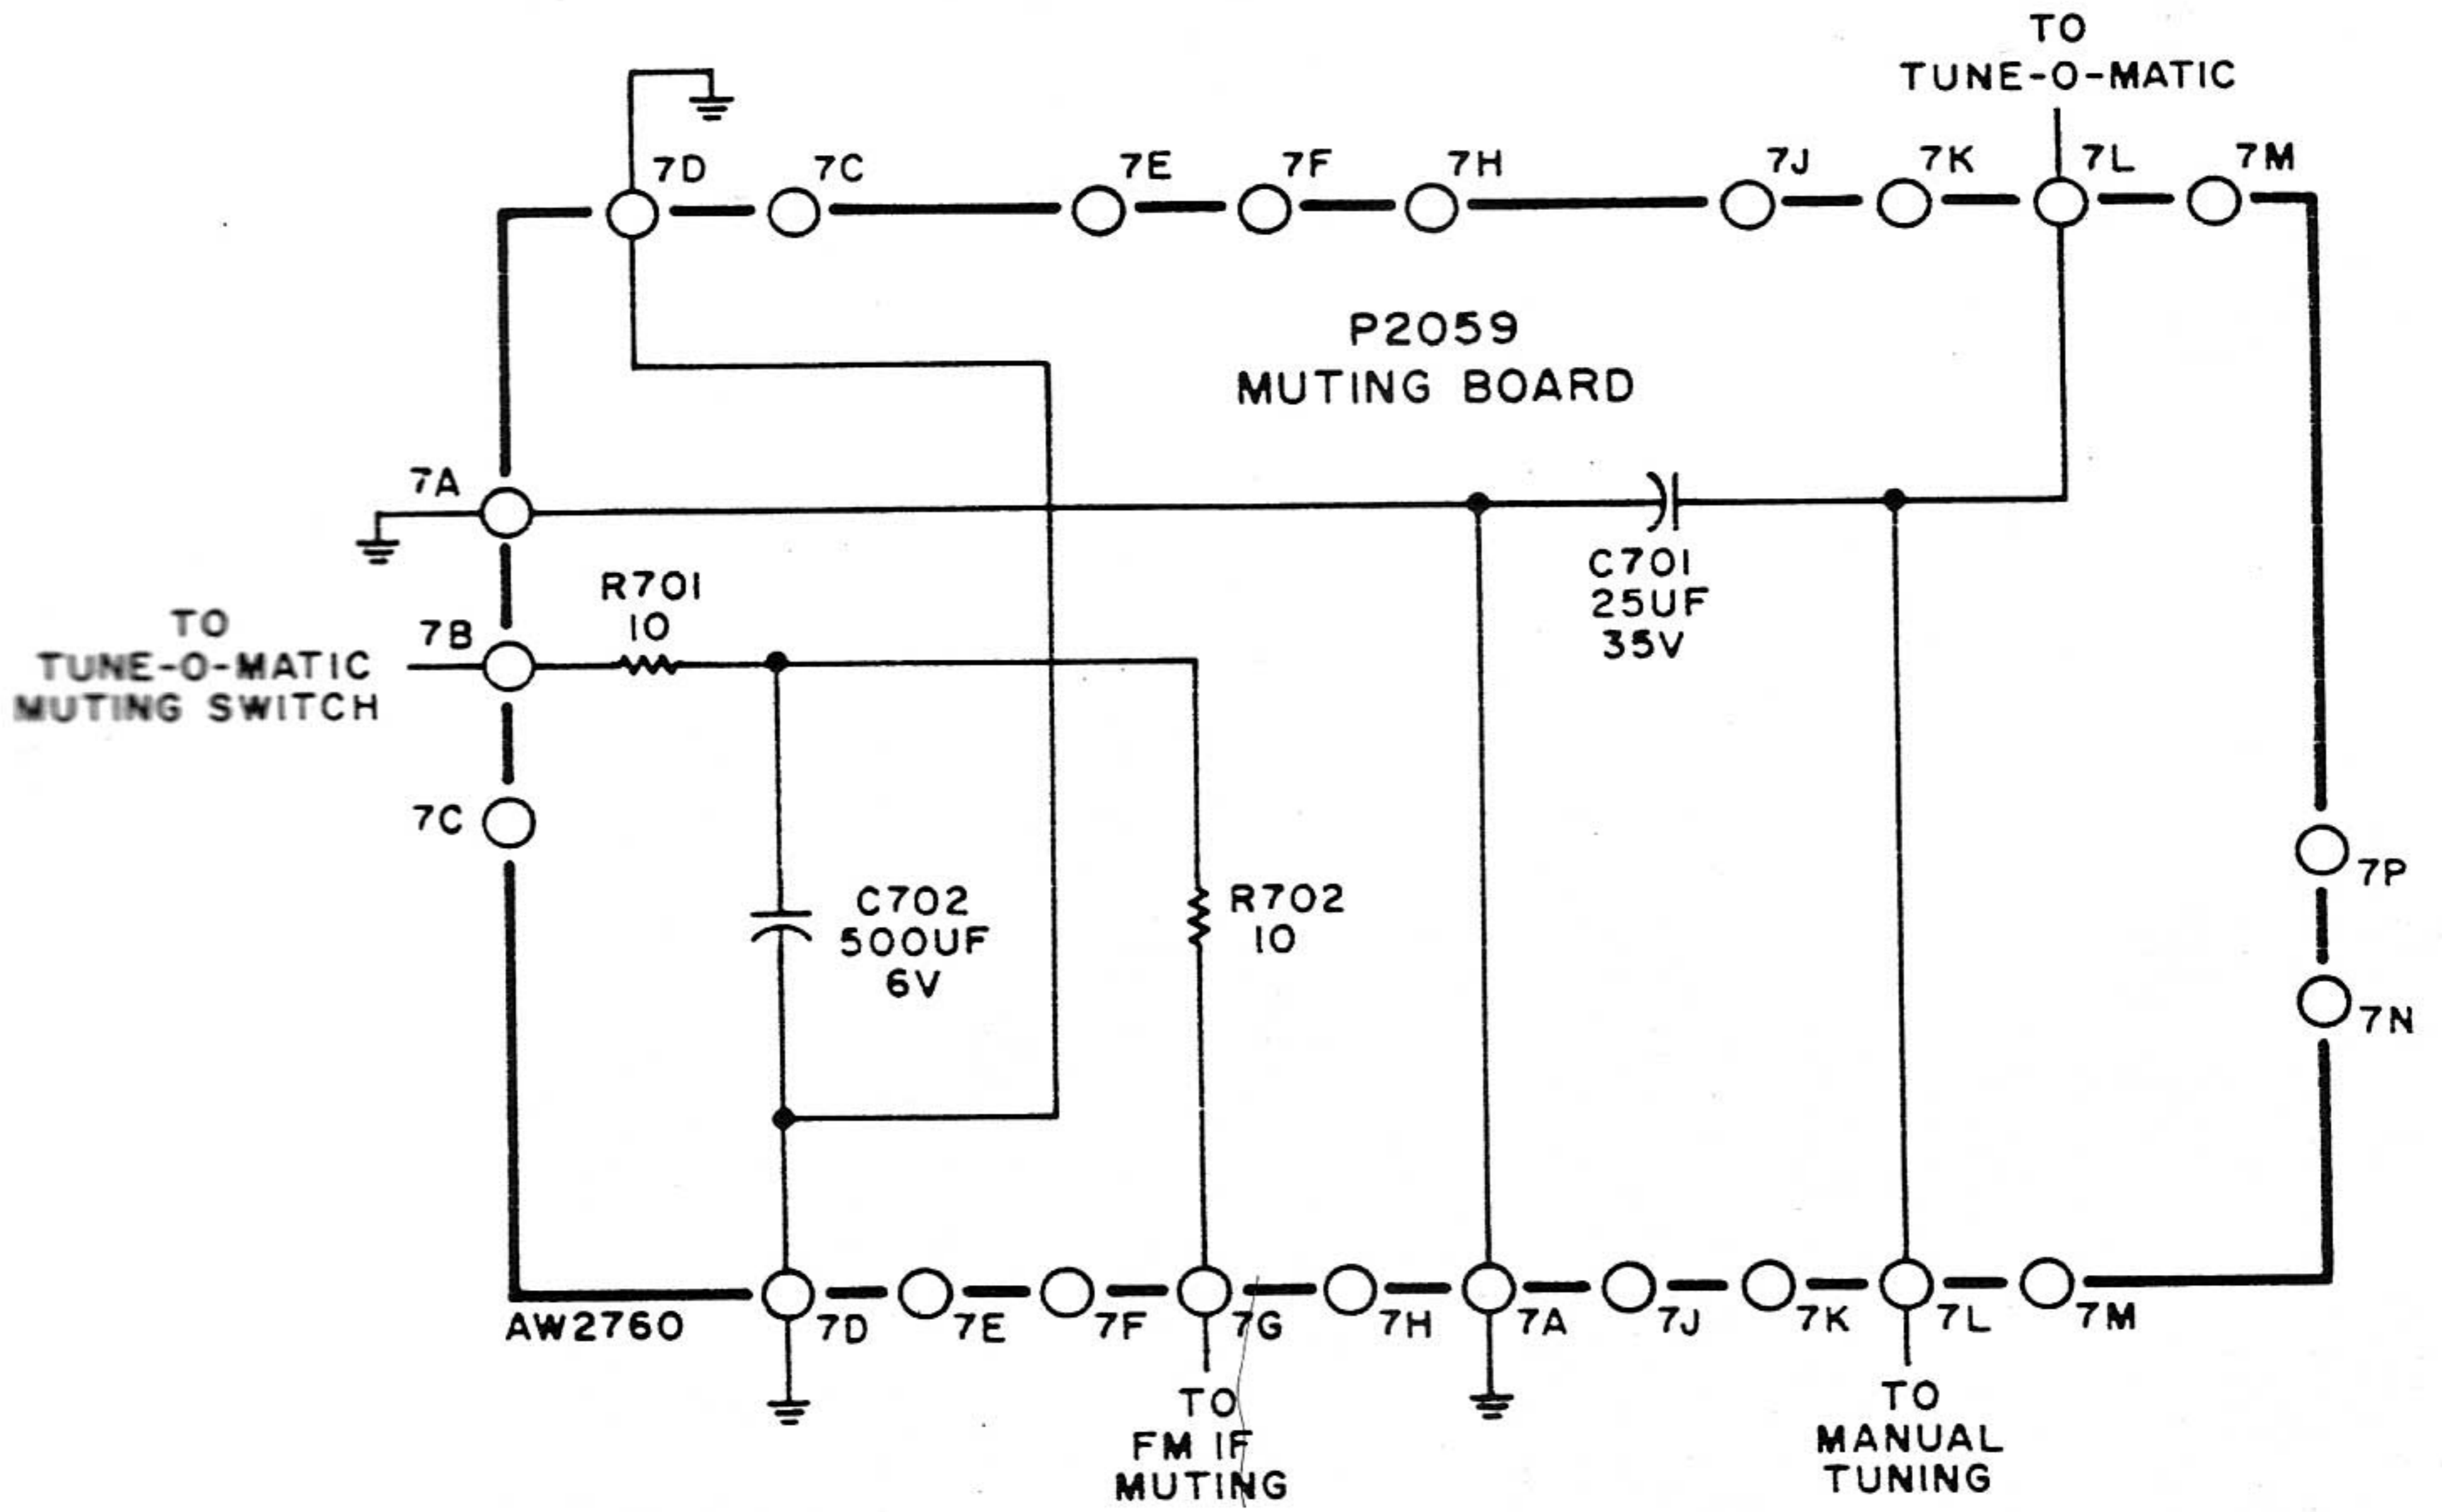 TO
TUNE-O-MATIC
7D
7C
7E
7F
7H
7J
7K
7L
7M
P2059
MUTING BOARD
7A
C701
25UF
35V
R701
10
TO
TUNE-O-MATIC
MUTING SWITCH
7B
7C
C702
500UF
6V
R702
10
7P
7N
AW2760
7D
7E
7F
7G
7H
7A
7J
7K
7L
7M
TO
FM IF
MUTING
TO
MANUAL
TUNING